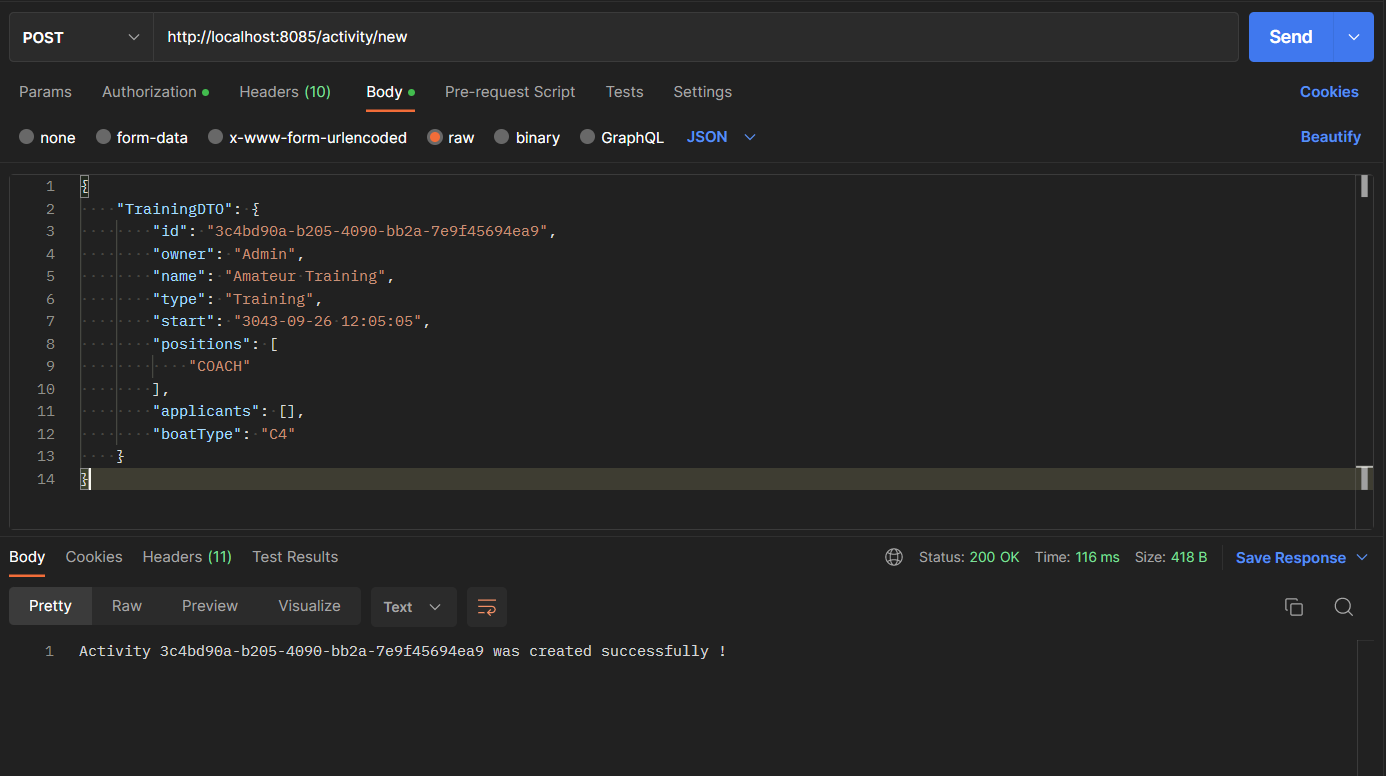 POST http://localhost:8085/activity/new Send
Params Authorization Headers (10) Body Pre-request Script Tests Settings Cookies
none form-data x-www-form-urlencoded raw binary GraphQL JSON Beautify
1 {
2 "TrainingDTO": {
3 "id": "3c4bd90a-b205-4090-bb2a-7e9f45694ea9",
4 "owner": "Admin",
5 "name": "Amateur Training",
6 "type": "Training",
7 "start": "3043-09-26 12:05:05",
8 "positions": [
9 "COACH"
10 ],
11 "applicants": [],
12 "boatType": "C4"
13 }
14 }
Body Cookies Headers (11) Test Results Status: 200 OK Time: 116 ms Size: 418 B Save Response
Pretty Raw Preview Visualize Text
1 Activity 3c4bd90a-b205-4090-bb2a-7e9f45694ea9 was created successfully !